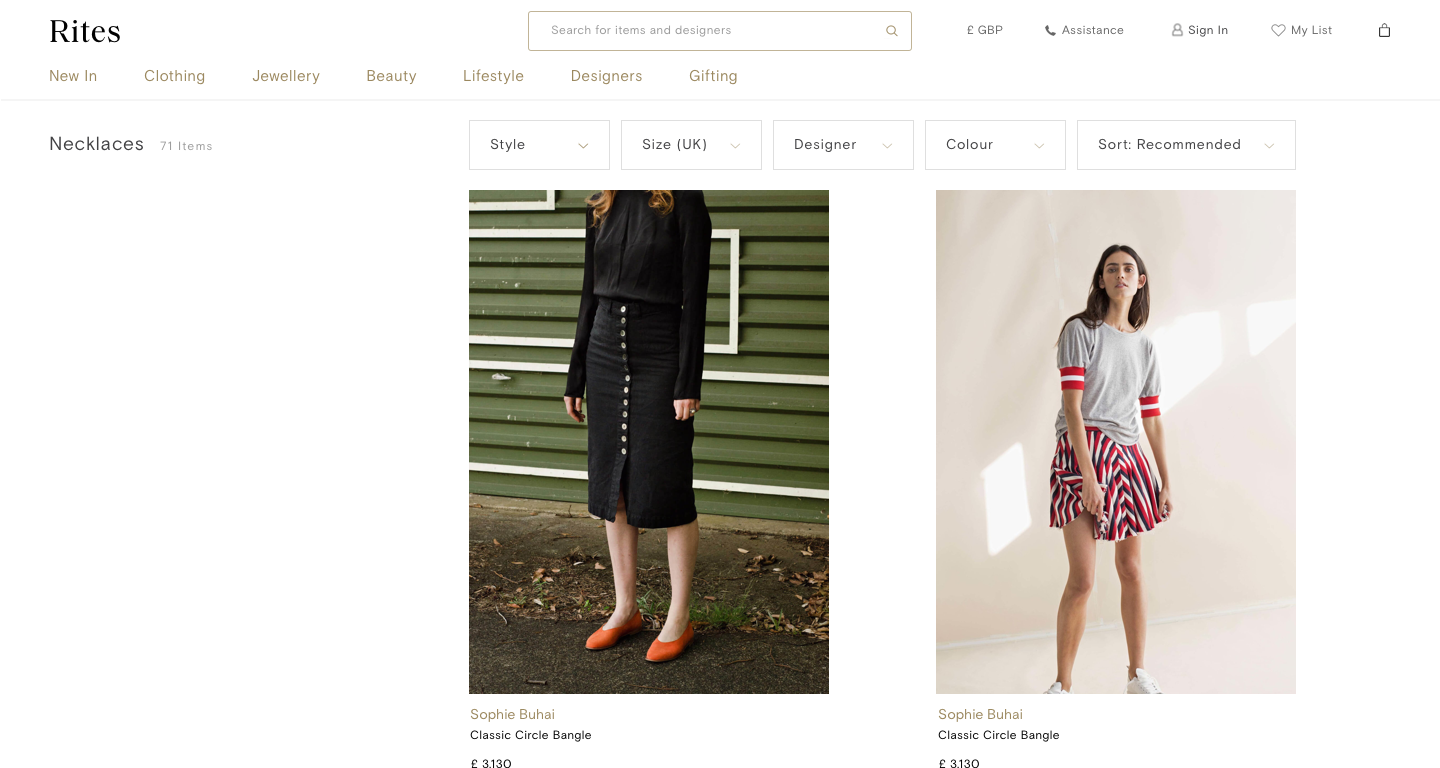 Rites
Search for items and designers
£ GBP
Assistance
Sign In
My List
New In
Clothing
Jewellery
Beauty
Lifestyle
Designers
Gifting
Necklaces
71 Items
Style
Size (UK)
Designer
Colour
Sort: Recommended
Sophie Buhai
Classic Circle Bangle
£ 3,130
Sophie Buhai
Classic Circle Bangle
£ 3,130